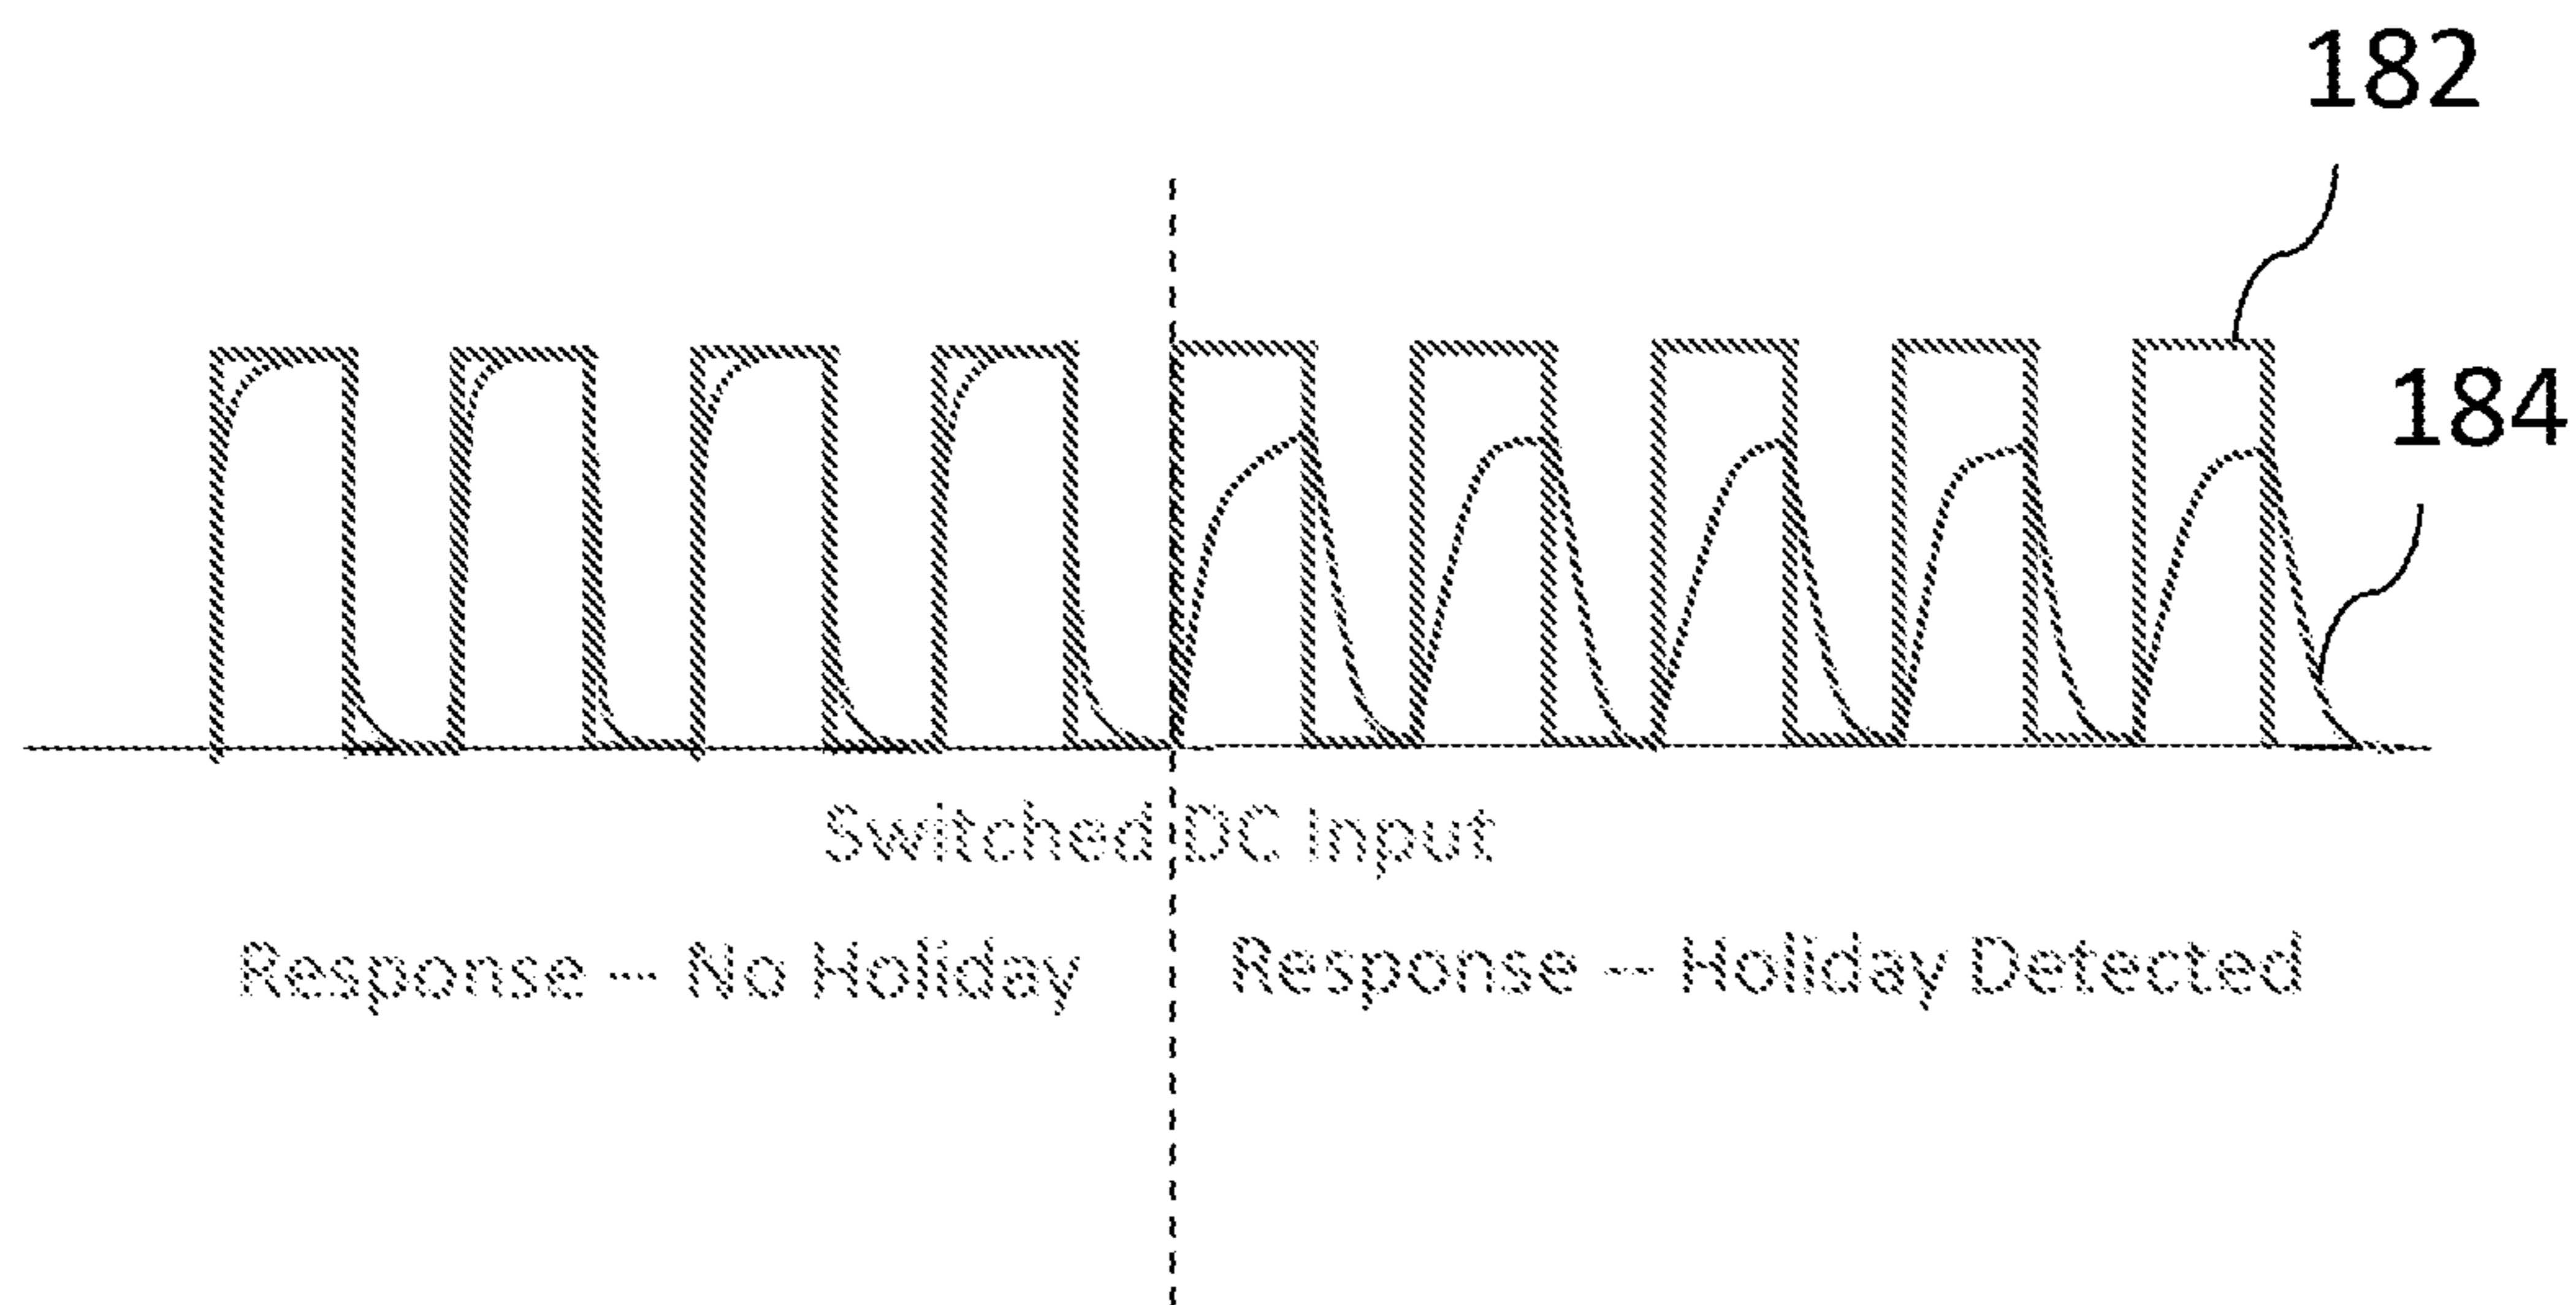 182
184
Switched DC Input
Response -- No Holiday
Response -- Holiday Detected